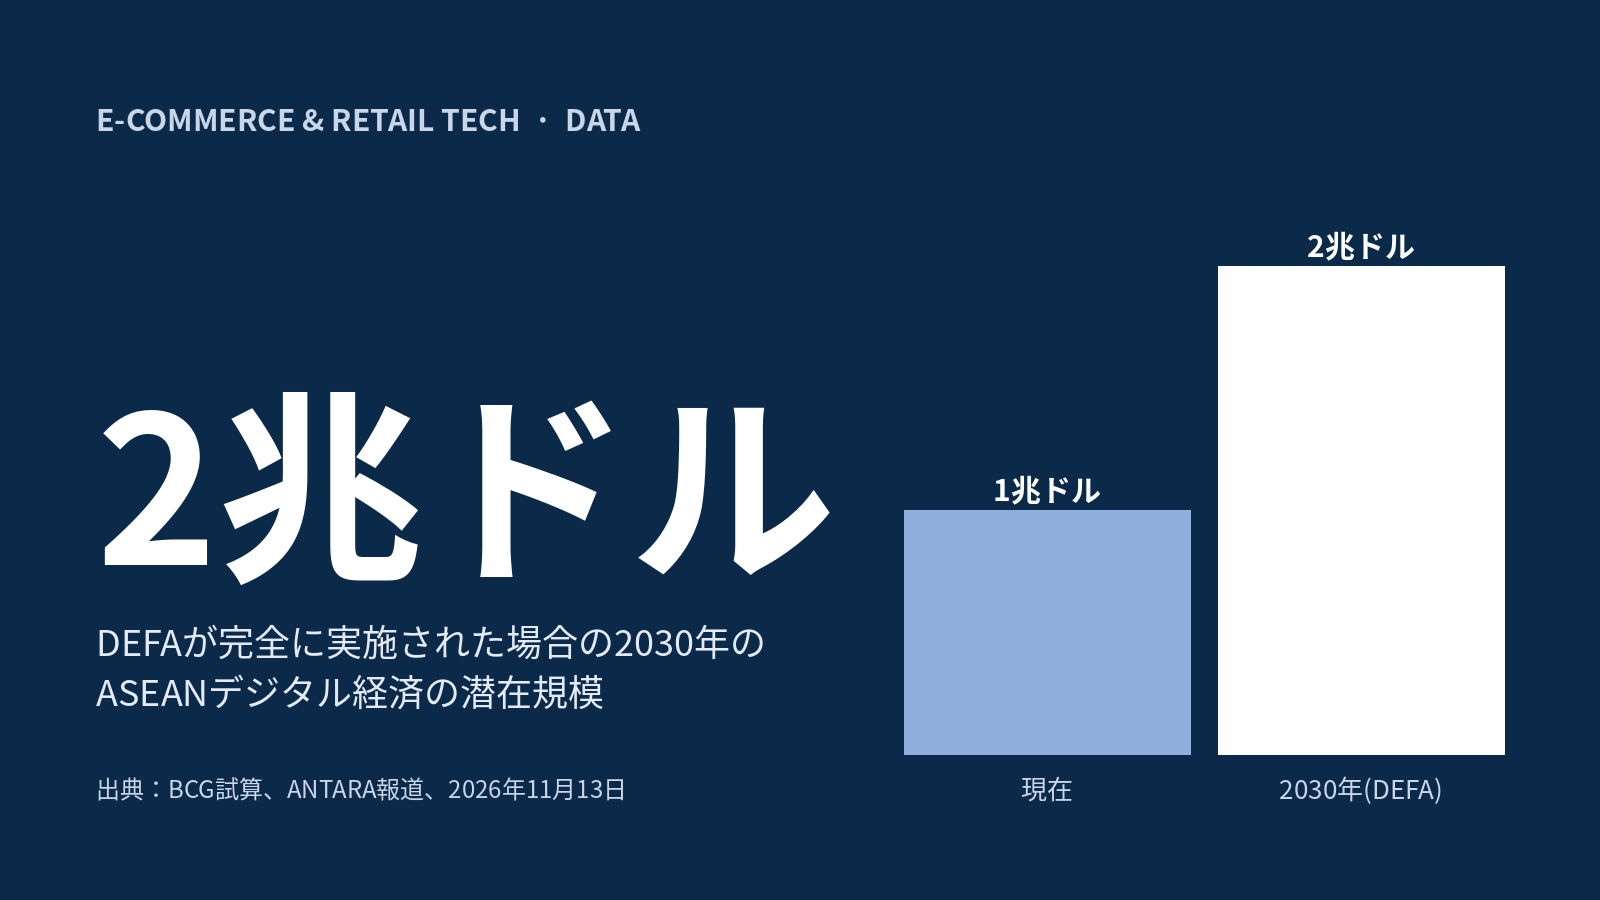 E-COMMERCE & RETAIL TECH · DATA
2兆ドル
DEFAが完全に実施された場合の2030年の
ASEANデジタル経済の潜在規模
出典：BCG試算、ANTARA報道、2026年11月13日
1兆ドル
現在
2兆ドル
2030年(DEFA)